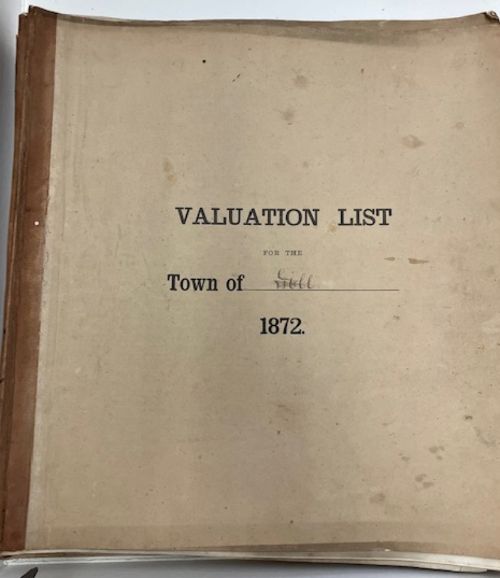 VALUATION LIST
FOR THE
Town of Gill
1872.